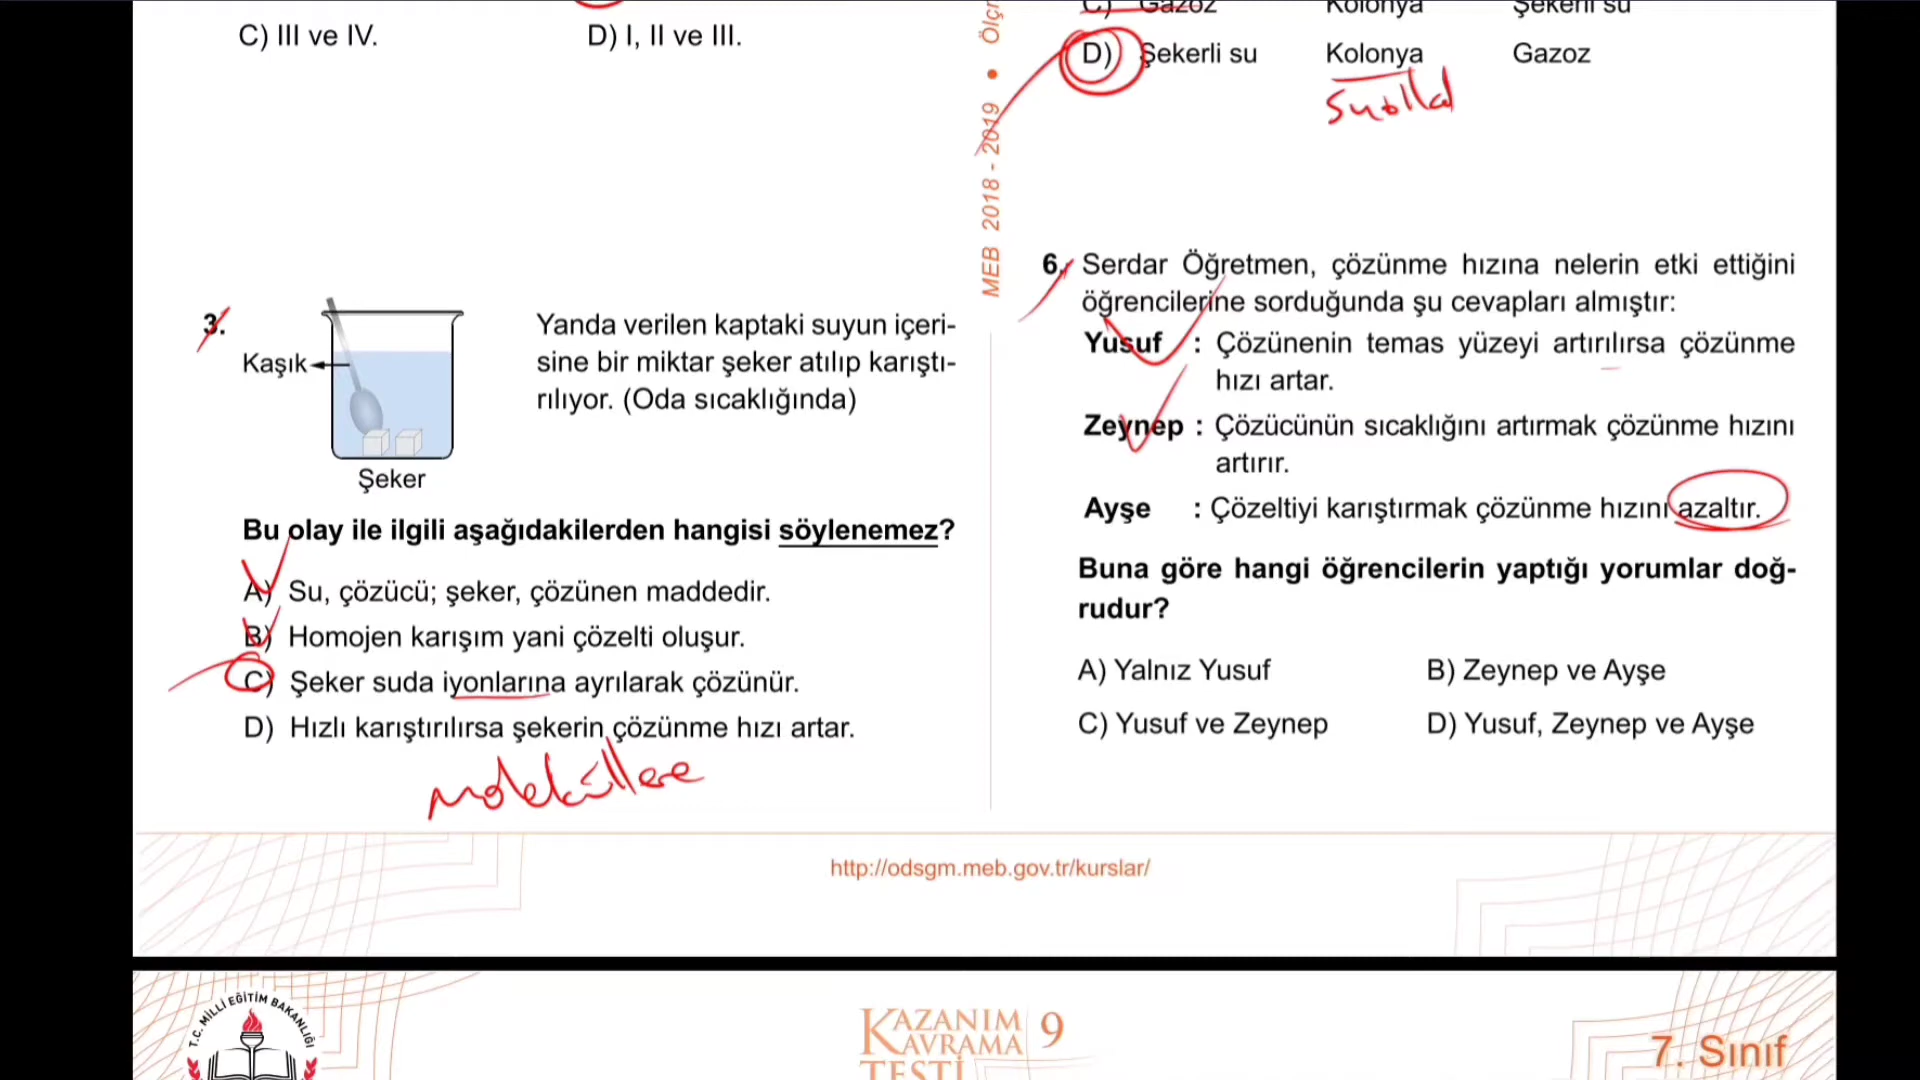 C) III ve IV.
D) I, II ve III.
MEB 2018 - 2019 • Ölç
C) Gazoz Kolonya Şekerli su
D) Şekerli su Kolonya Gazoz
3.
Kaşık
Şeker
Yanda verilen kaptaki suyun içeri-
sine bir miktar şeker atılıp karıştı-
rılıyor. (Oda sıcaklığında)
Bu olay ile ilgili aşağıdakilerden hangisi söylenemez?
A) Su, çözücü; şeker, çözünen maddedir.
B) Homojen karışım yani çözelti oluşur.
C) Şeker suda iyonlarına ayrılarak çözünür.
D) Hızlı karıştırılırsa şekerin çözünme hızı artar.
moleküllere
6. Serdar Öğretmen, çözünme hızına nelerin etki ettiğini
öğrencilerine sorduğunda şu cevapları almıştır:
Yusuf : Çözünenin temas yüzeyi artırılırsa çözünme
hızı artar.
Zeynep : Çözücünün sıcaklığını artırmak çözünme hızını
artırır.
Ayşe : Çözeltiyi karıştırmak çözünme hızını azaltır.
Buna göre hangi öğrencilerin yaptığı yorumlar doğ-
rudur?
A) Yalnız Yusuf
B) Zeynep ve Ayşe
C) Yusuf ve Zeynep
D) Yusuf, Zeynep ve Ayşe
http://odsgm.meb.gov.tr/kurslar/
T.C. MİLLÎ EĞİTİM BAKANLIĞI
KAZANIM
KAVRAMA
TESTİ
9
7. Sınıf